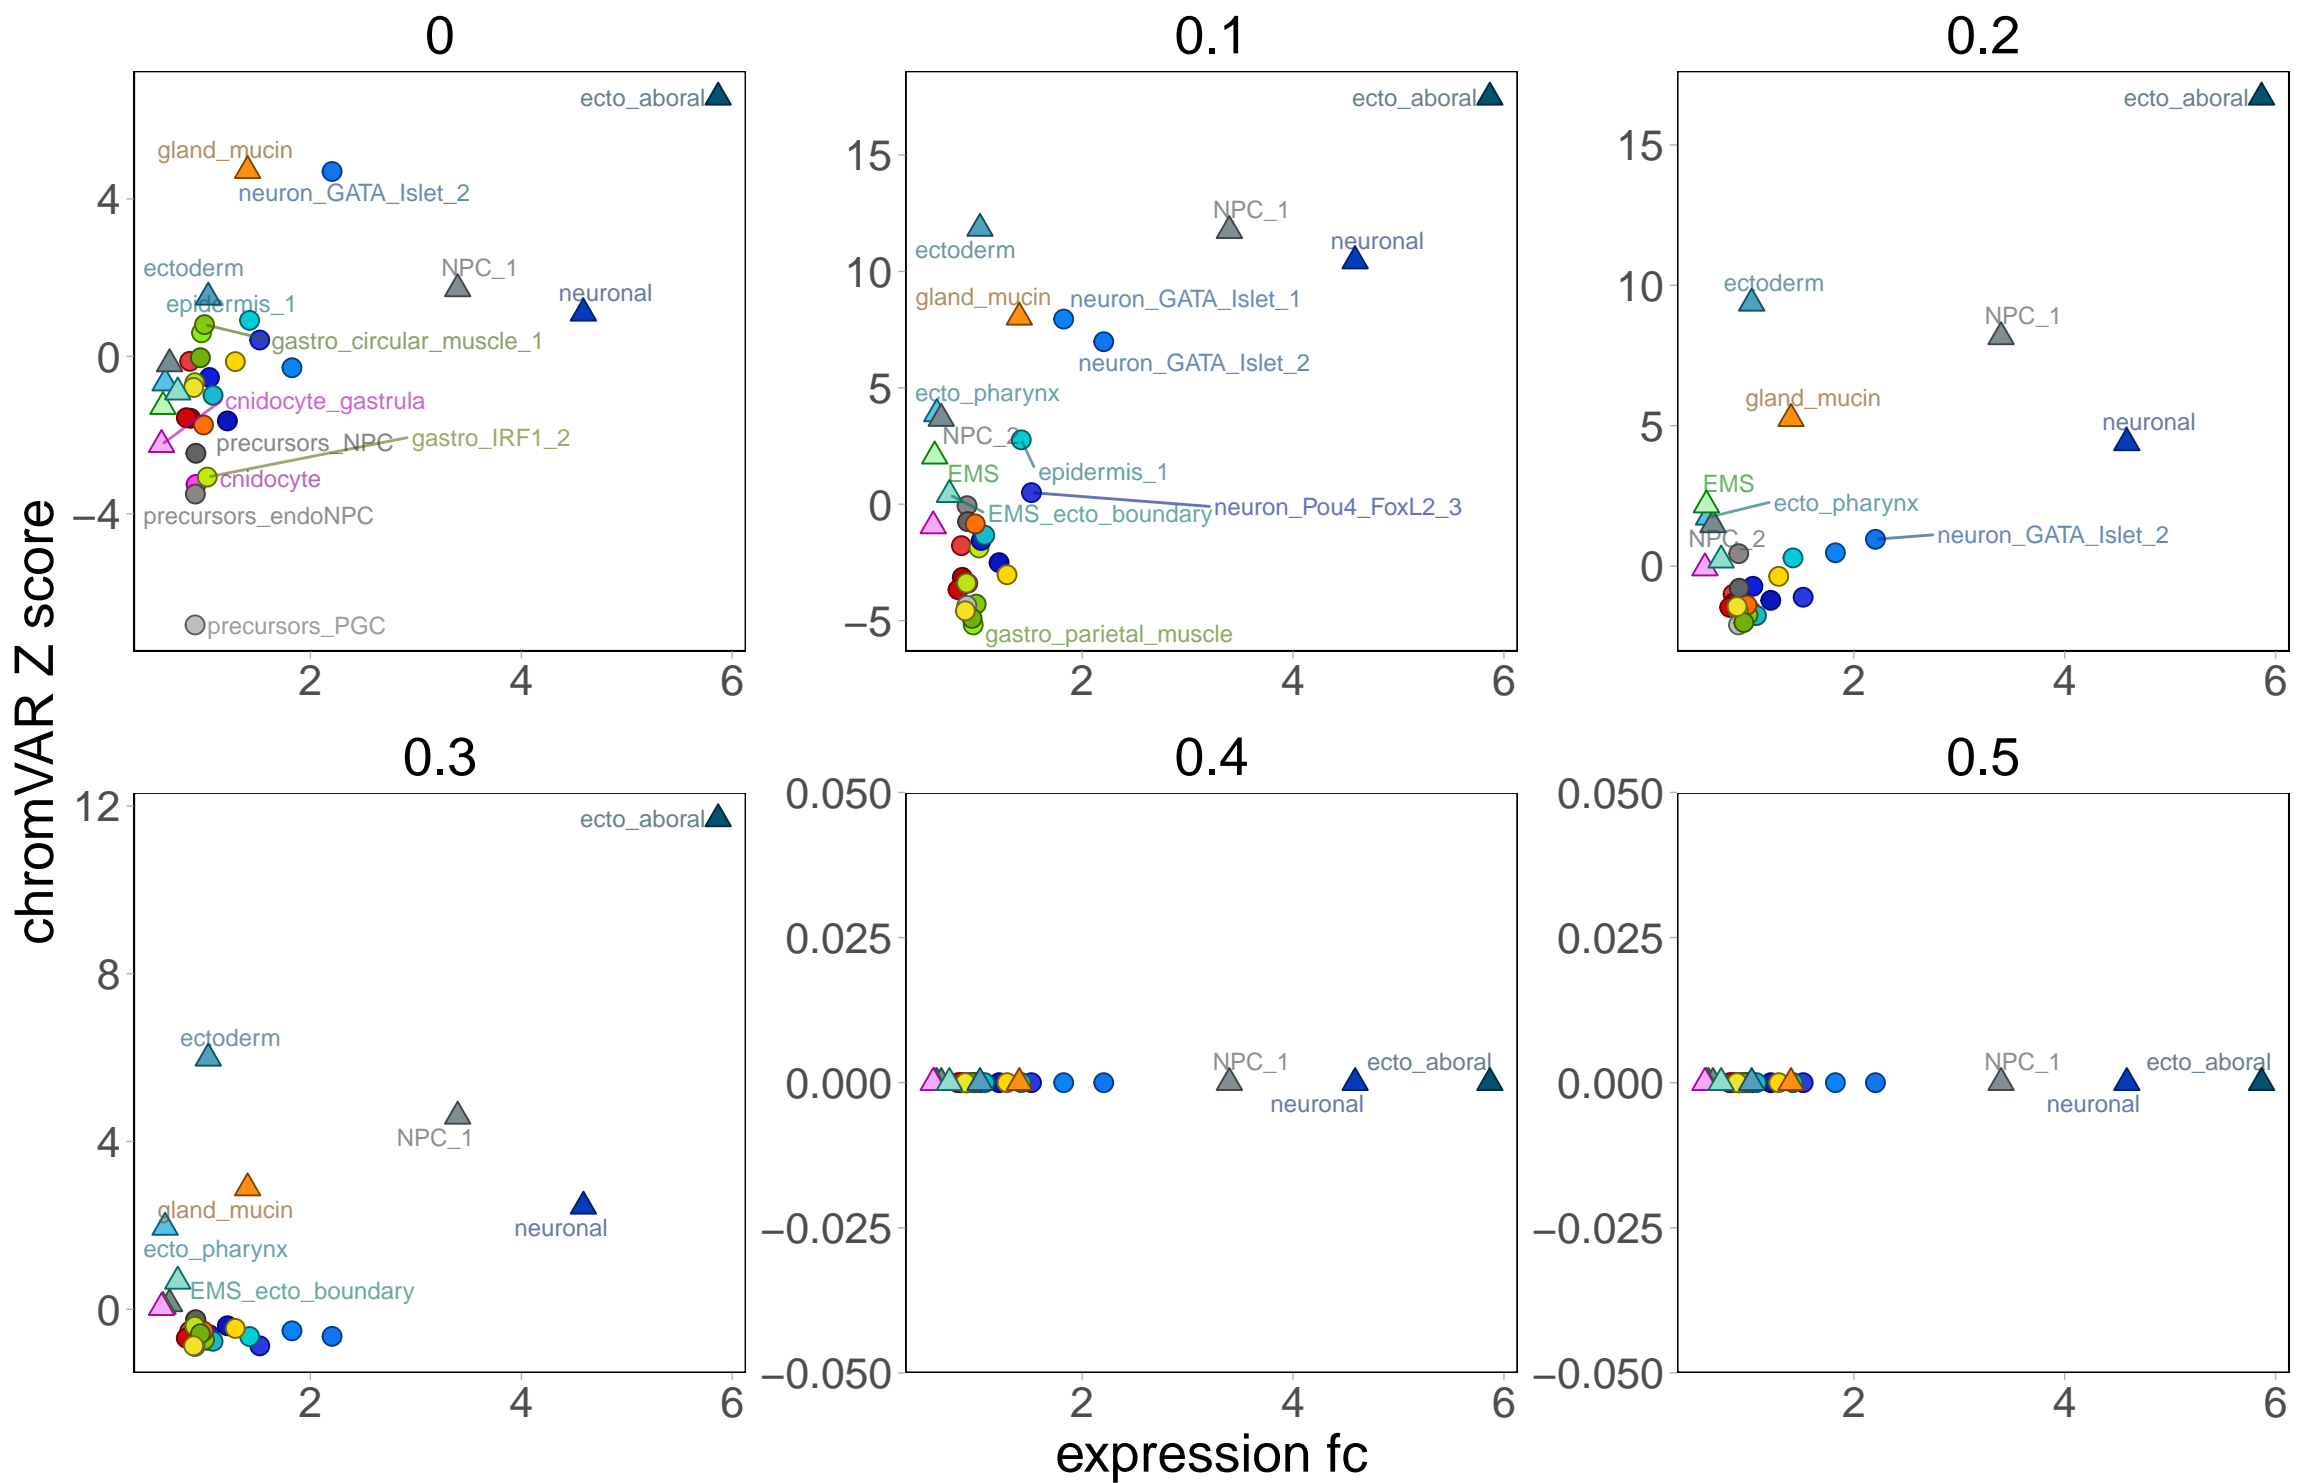 0
0.1
0.2
ecto_aboral
gland_mucin
neuron_GATA_Islet_2
4
ectoderm
NPC_1
epidermis_1
neuronal
gastro_circular_muscle_1
0
cnidocyte_gastrula
precursors_NPC
gastro_IRF1_2
cnidocyte
−4
precursors_endoNPC
precursors_PGC
2
4
6
ecto_aboral
15
NPC_1
ectoderm
neuronal
10
gland_mucin
neuron_GATA_Islet_1
neuron_GATA_Islet_2
5
ecto_pharynx
NPC_2
epidermis_1
EMS
0
EMS_ecto_boundary
neuron_Pou4_FoxL2_3
−5
gastro_parietal_muscle
2
4
6
ecto_aboral
15
10
ectoderm
NPC_1
gland_mucin
5
neuronal
EMS
ecto_pharynx
NPC_2
neuron_GATA_Islet_2
0
2
4
6
chromVAR Z score
0.3
0.4
0.5
12
ecto_aboral
8
ectoderm
4
NPC_1
gland_mucin
neuronal
ecto_pharynx
EMS_ecto_boundary
0
2
4
6
0.050
0.025
NPC_1
ecto_aboral
0.000
neuronal
−0.025
−0.050
2
4
6
0.050
0.025
NPC_1
ecto_aboral
0.000
neuronal
−0.025
−0.050
2
4
6
expression fc